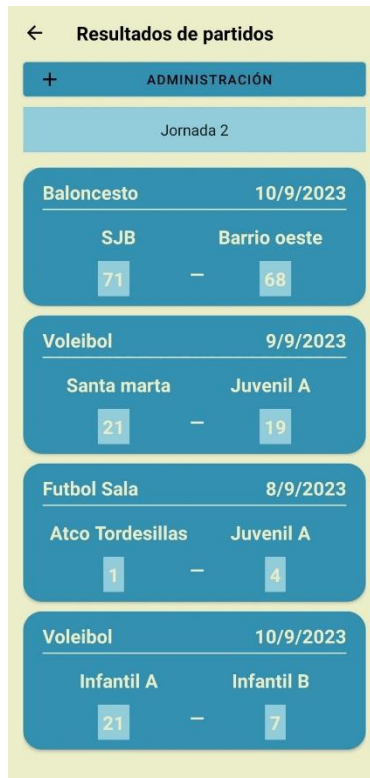 Resultados de partidos
+ ADMINISTRACIÓN
Jornada 2
Baloncesto 10/9/2023
SJB Barrio oeste
71 – 68
Voleibol 9/9/2023
Santa marta Juvenil A
21 – 19
Futbol Sala 8/9/2023
Atco Tordesillas Juvenil A
1 – 4
Voleibol 10/9/2023
Infantil A Infantil B
21 – 7